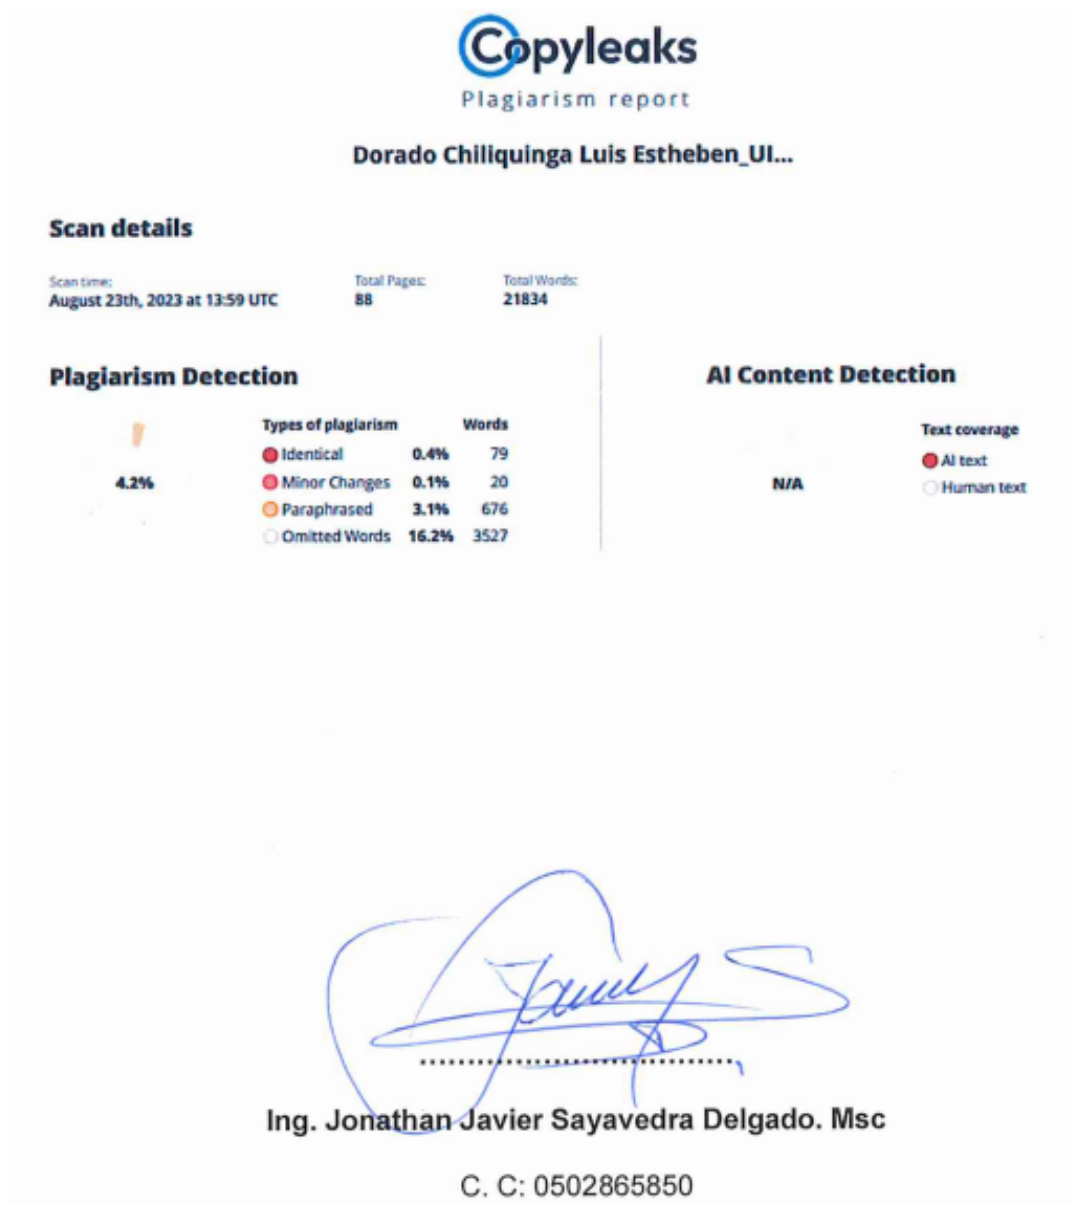 Copyleaks
Plagiarism report
Dorado Chiliquinga Luis Estheben_UI...
Scan details
Scan time: Total Pages: Total Words:
August 23th, 2023 at 13:59 UTC 88 21834
Plagiarism Detection
4.2%
Types of plagiarism Words
Identical 0.4% 79
Minor Changes 0.1% 20
Paraphrased 3.1% 676
Omitted Words 16.2% 3527
AI Content Detection
N/A
Text coverage
AI text
Human text
Ing. Jonathan Javier Sayavedra Delgado. Msc
C. C: 0502865850